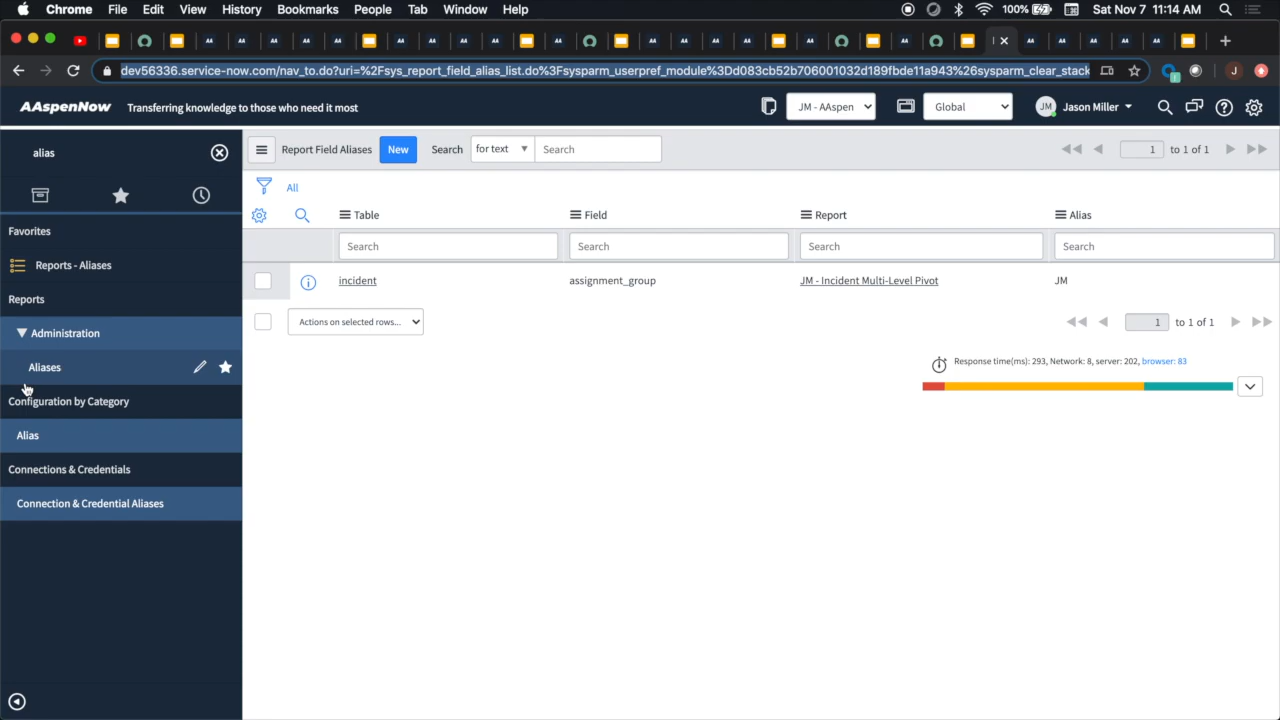 Chrome File Edit View History Bookmarks People Tab Window Help 100% Sat Nov 7 11:14 AM
dev56336.service-now.com/nav_to.do?uri=%2Fsys_report_field_alias_list.do%3Fsysparm_userpref_module%3Dd083cb52b706001032d189fbde11a943%26sysparm_clear_stack
AAspenNow Transferring knowledge to those who need it most JM - AAspen Global JM Jason Miller
alias
Report Field Aliases New Search for text Search 1 to 1 of 1
All
Table Field Report Alias
Search Search Search Search
incident assignment_group JM - Incident Multi-Level Pivot JM
Actions on selected rows... 1 to 1 of 1
Response time(ms): 293, Network: 8, server: 202, browser: 83
Favorites
Reports - Aliases
Reports
Administration
Aliases
Configuration by Category
Alias
Connections & Credentials
Connection & Credential Aliases